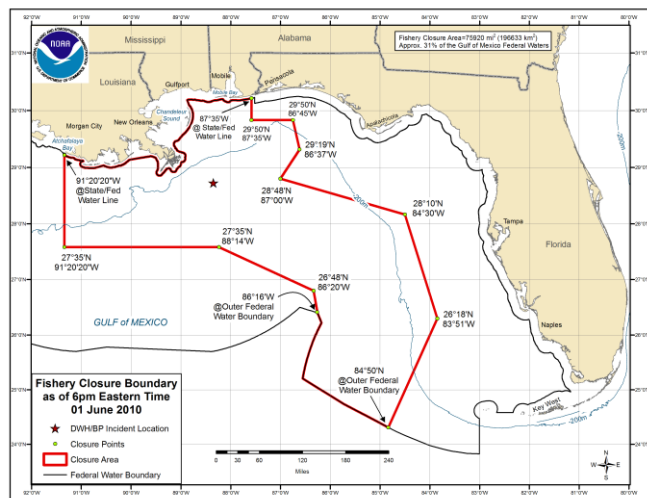 92°0'W
91°0'W
90°0'W
89°0'W
88°0'W
87°0'W
86°0'W
85°0'W
84°0'W
83°0'W
82°0'W
81°0'W
80°0'W
NOAA
Mississippi
Alabama
Fishery Closure Area=75920 mi² (196633 km²)
Approx. 31% of the Gulf of Mexico Federal Waters
Louisiana
Gulfport
Mobile
Mobile Bay
Pensacola
Chandeleur
Sound
New Orleans
Morgan City
Atchafalaya
Bay
Apalachicola
87°35'W
@ State/Fed
Water Line
29°50'N
87°35'W
29°50'N
86°45'W
29°19'N
86°37'W
28°48'N
87°00'W
-200m
28°10'N
84°30'W
91°20'20"W
@State/Fed
Water Line
27°35'N
91°20'20"W
27°35'N
88°14'W
26°48'N
86°20'W
86°16'W
@Outer Federal
Water Boundary
26°18'N
83°51'W
84°50'N
@Outer Federal
Water Boundary
Tampa
Florida
Naples
Key West
-200m
-200m
GULF of MEXICO
Fishery Closure Boundary
as of 6pm Eastern Time
01 June 2010
DWH/BP Incident Location
Closure Points
Closure Area
Federal Water Boundary
0 30 60 120 180 240
Miles
N
W E
S
31°0'N
30°0'N
29°0'N
28°0'N
27°0'N
26°0'N
25°0'N
24°0'N